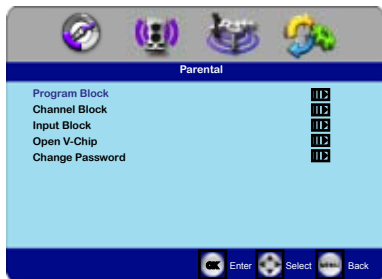 Parental
Program Block
Channel Block
Input Block
Open V-Chip
Change Password
OK Enter Select MENU Back